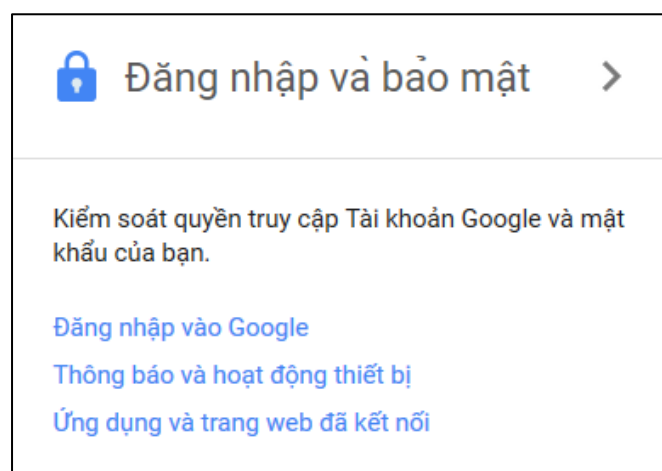 Đăng nhập và bảo mật
Kiểm soát quyền truy cập Tài khoản Google và mật
khẩu của bạn.
Đăng nhập vào Google
Thông báo và hoạt động thiết bị
Ứng dụng và trang web đã kết nối